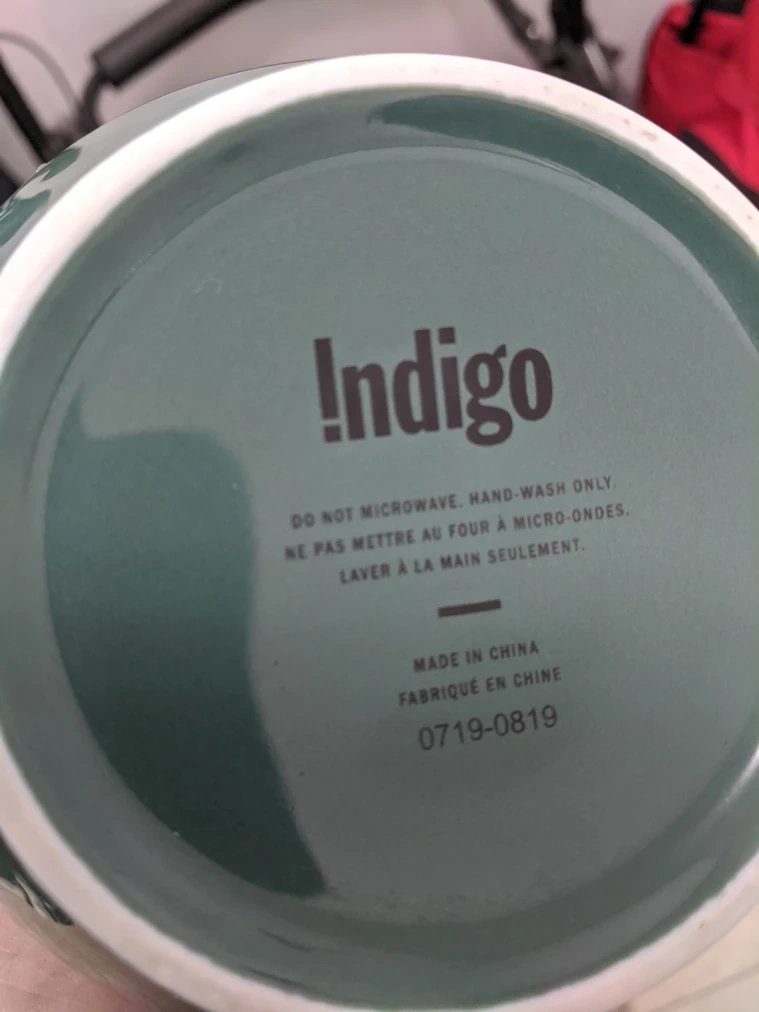 !ndigo
DO NOT MICROWAVE. HAND-WASH ONLY.
NE PAS METTRE AU FOUR À MICRO-ONDES.
LAVER À LA MAIN SEULEMENT.
MADE IN CHINA
FABRIQUÉ EN CHINE
0719-0819